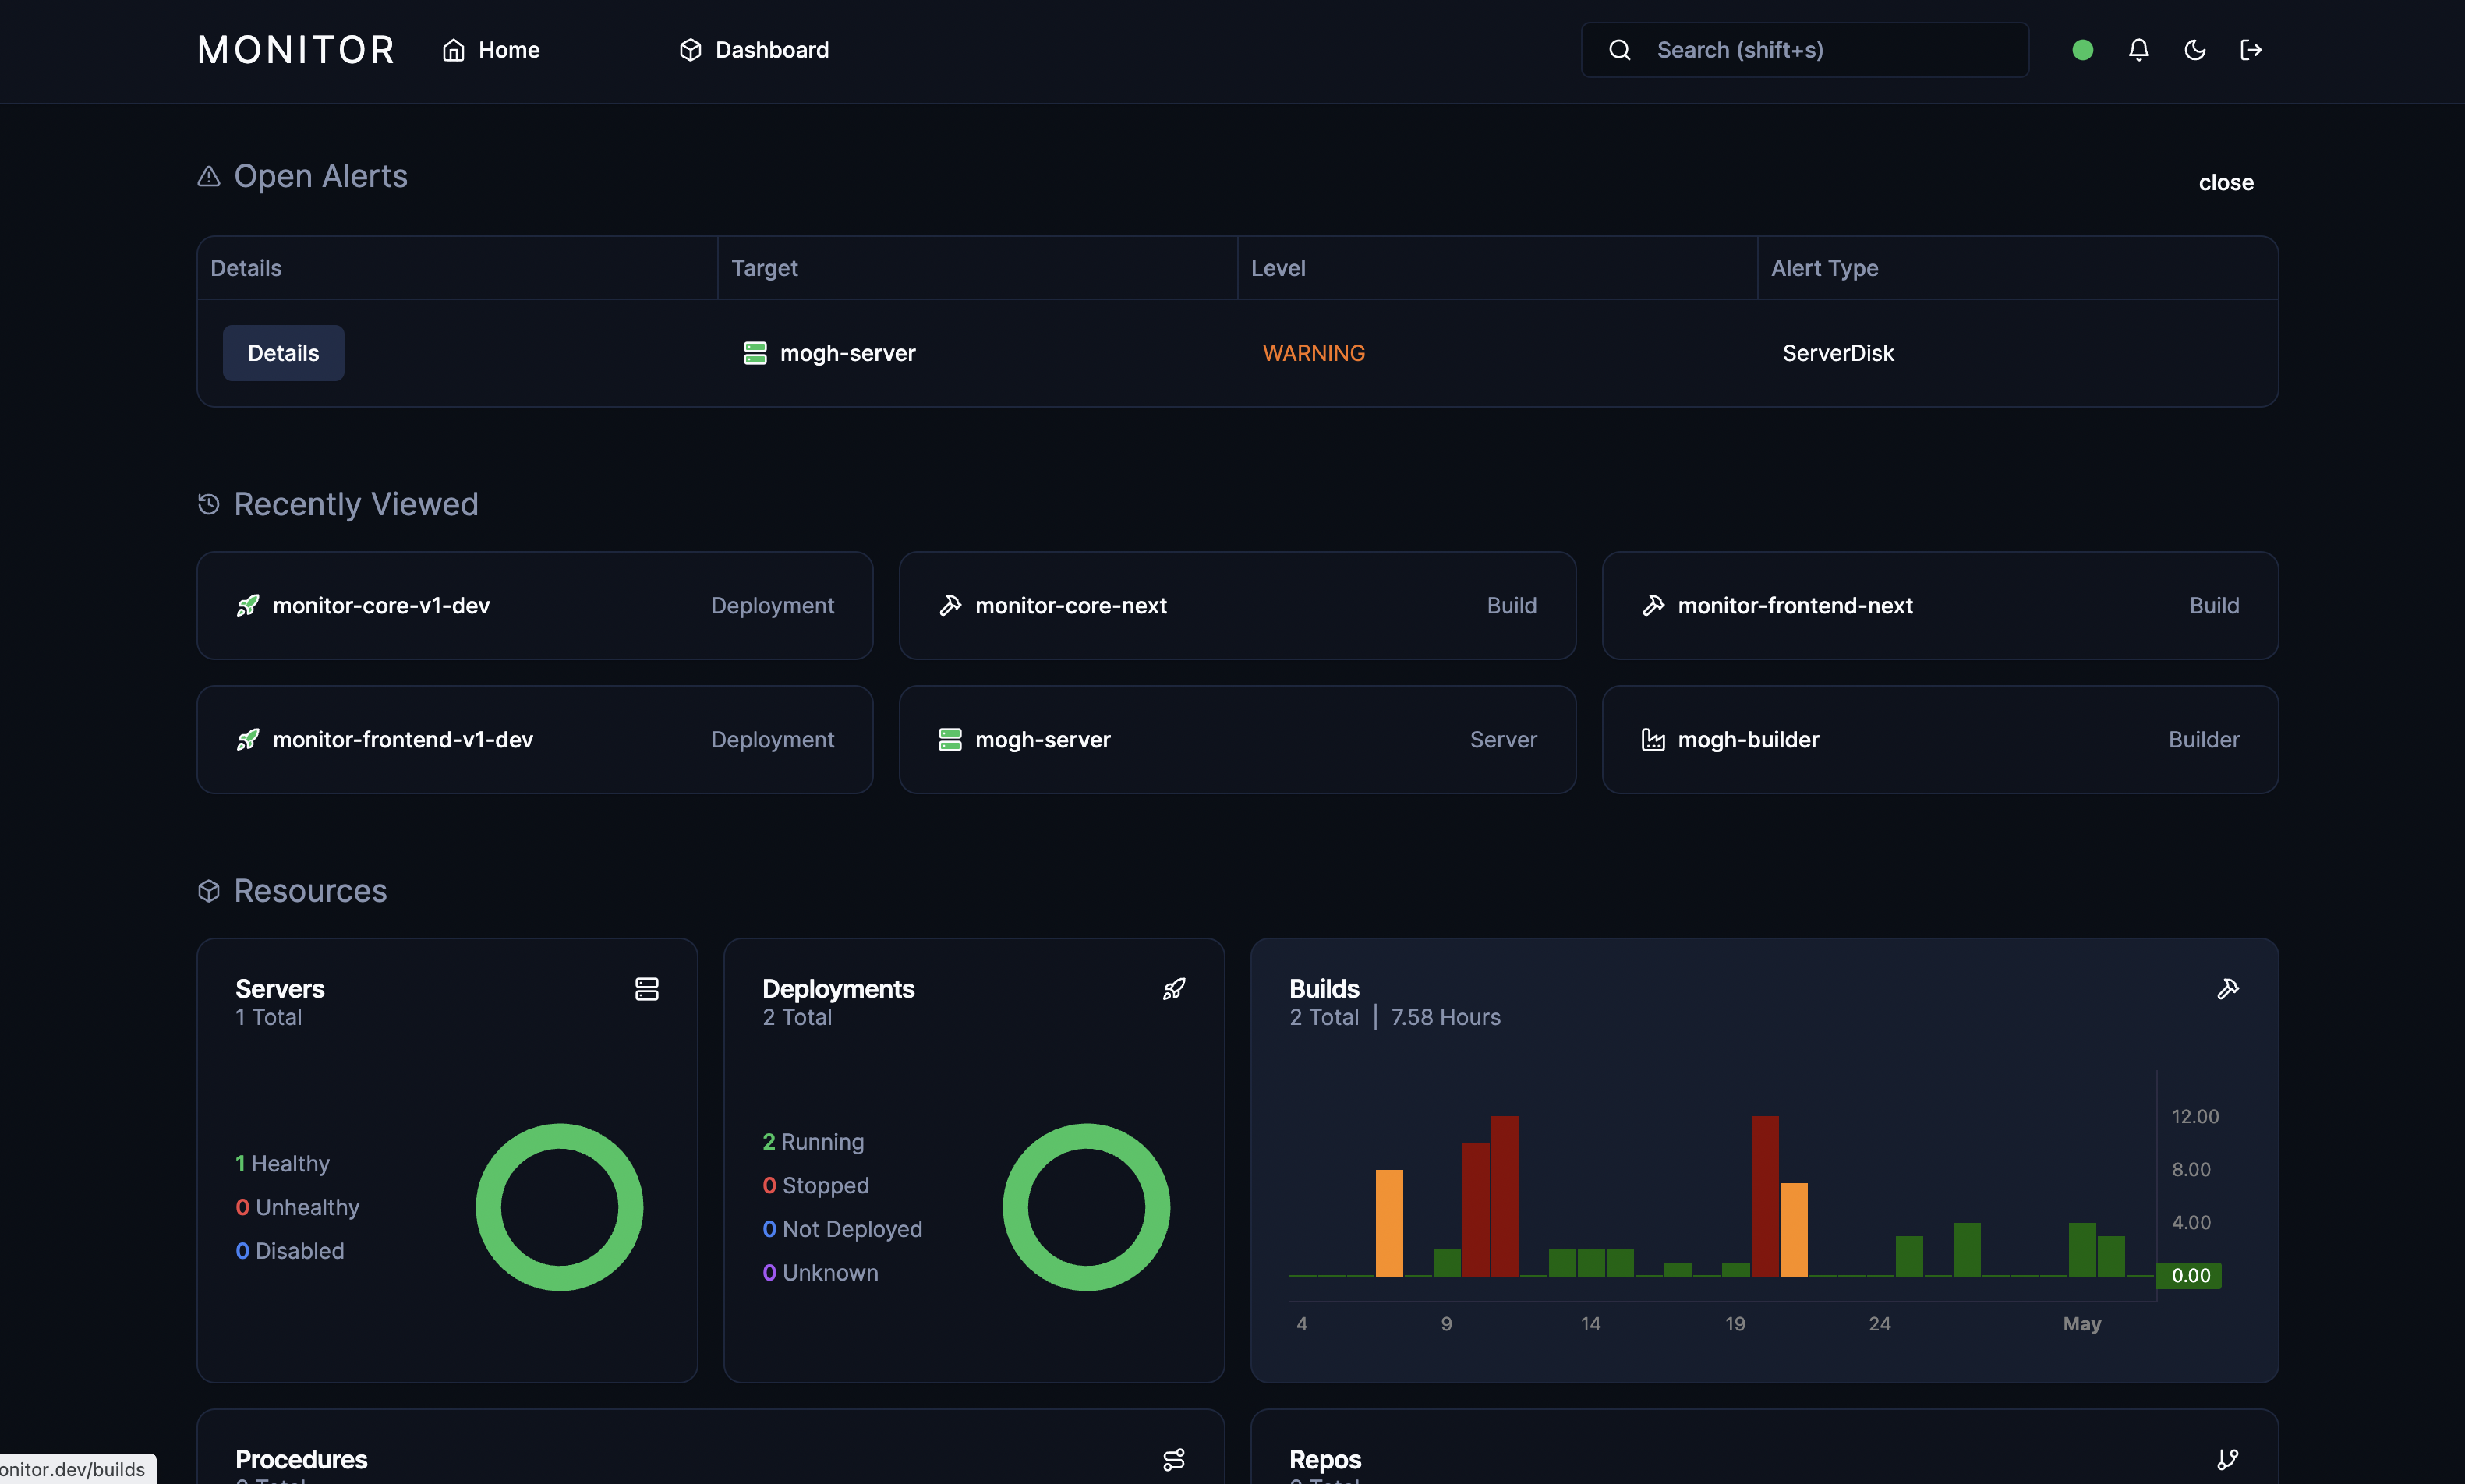 MONITOR Home Dashboard Search (shift+s)
Open Alerts
close
Details Target Level Alert Type
Details mogh-server WARNING ServerDisk
Recently Viewed
monitor-core-v1-dev Deployment
monitor-core-next Build
monitor-frontend-next Build
monitor-frontend-v1-dev Deployment
mogh-server Server
mogh-builder Builder
Resources
Servers
1 Total
1 Healthy
0 Unhealthy
0 Disabled
Deployments
2 Total
2 Running
0 Stopped
0 Not Deployed
0 Unknown
Builds
2 Total | 7.58 Hours
12.00
8.00
4.00
0.00
4 9 14 19 24 May
Procedures
Repos
onitor.dev/builds